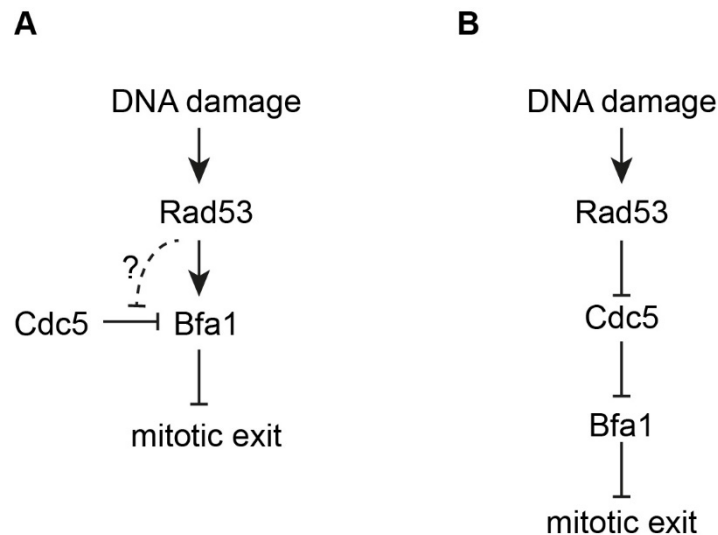 A
DNA damage
Rad53
?
Cdc5
Bfa1
mitotic exit
B
DNA damage
Rad53
Cdc5
Bfa1
mitotic exit